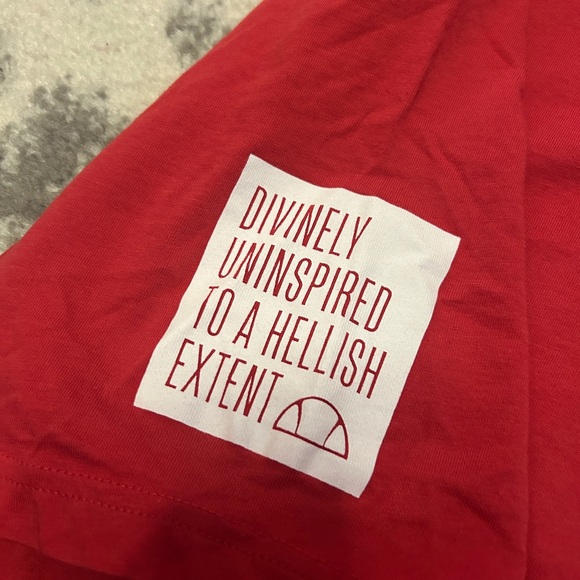 DIVINELY
UNINSPIRED
TO A HELLISH
EXTENT